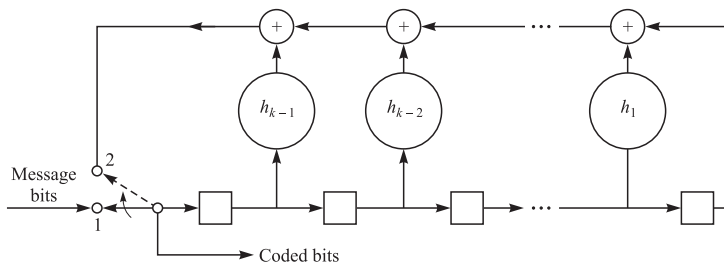 + + ... +
h_{k-1} h_{k-2} h_1
2
Message
bits
1
...
Coded bits